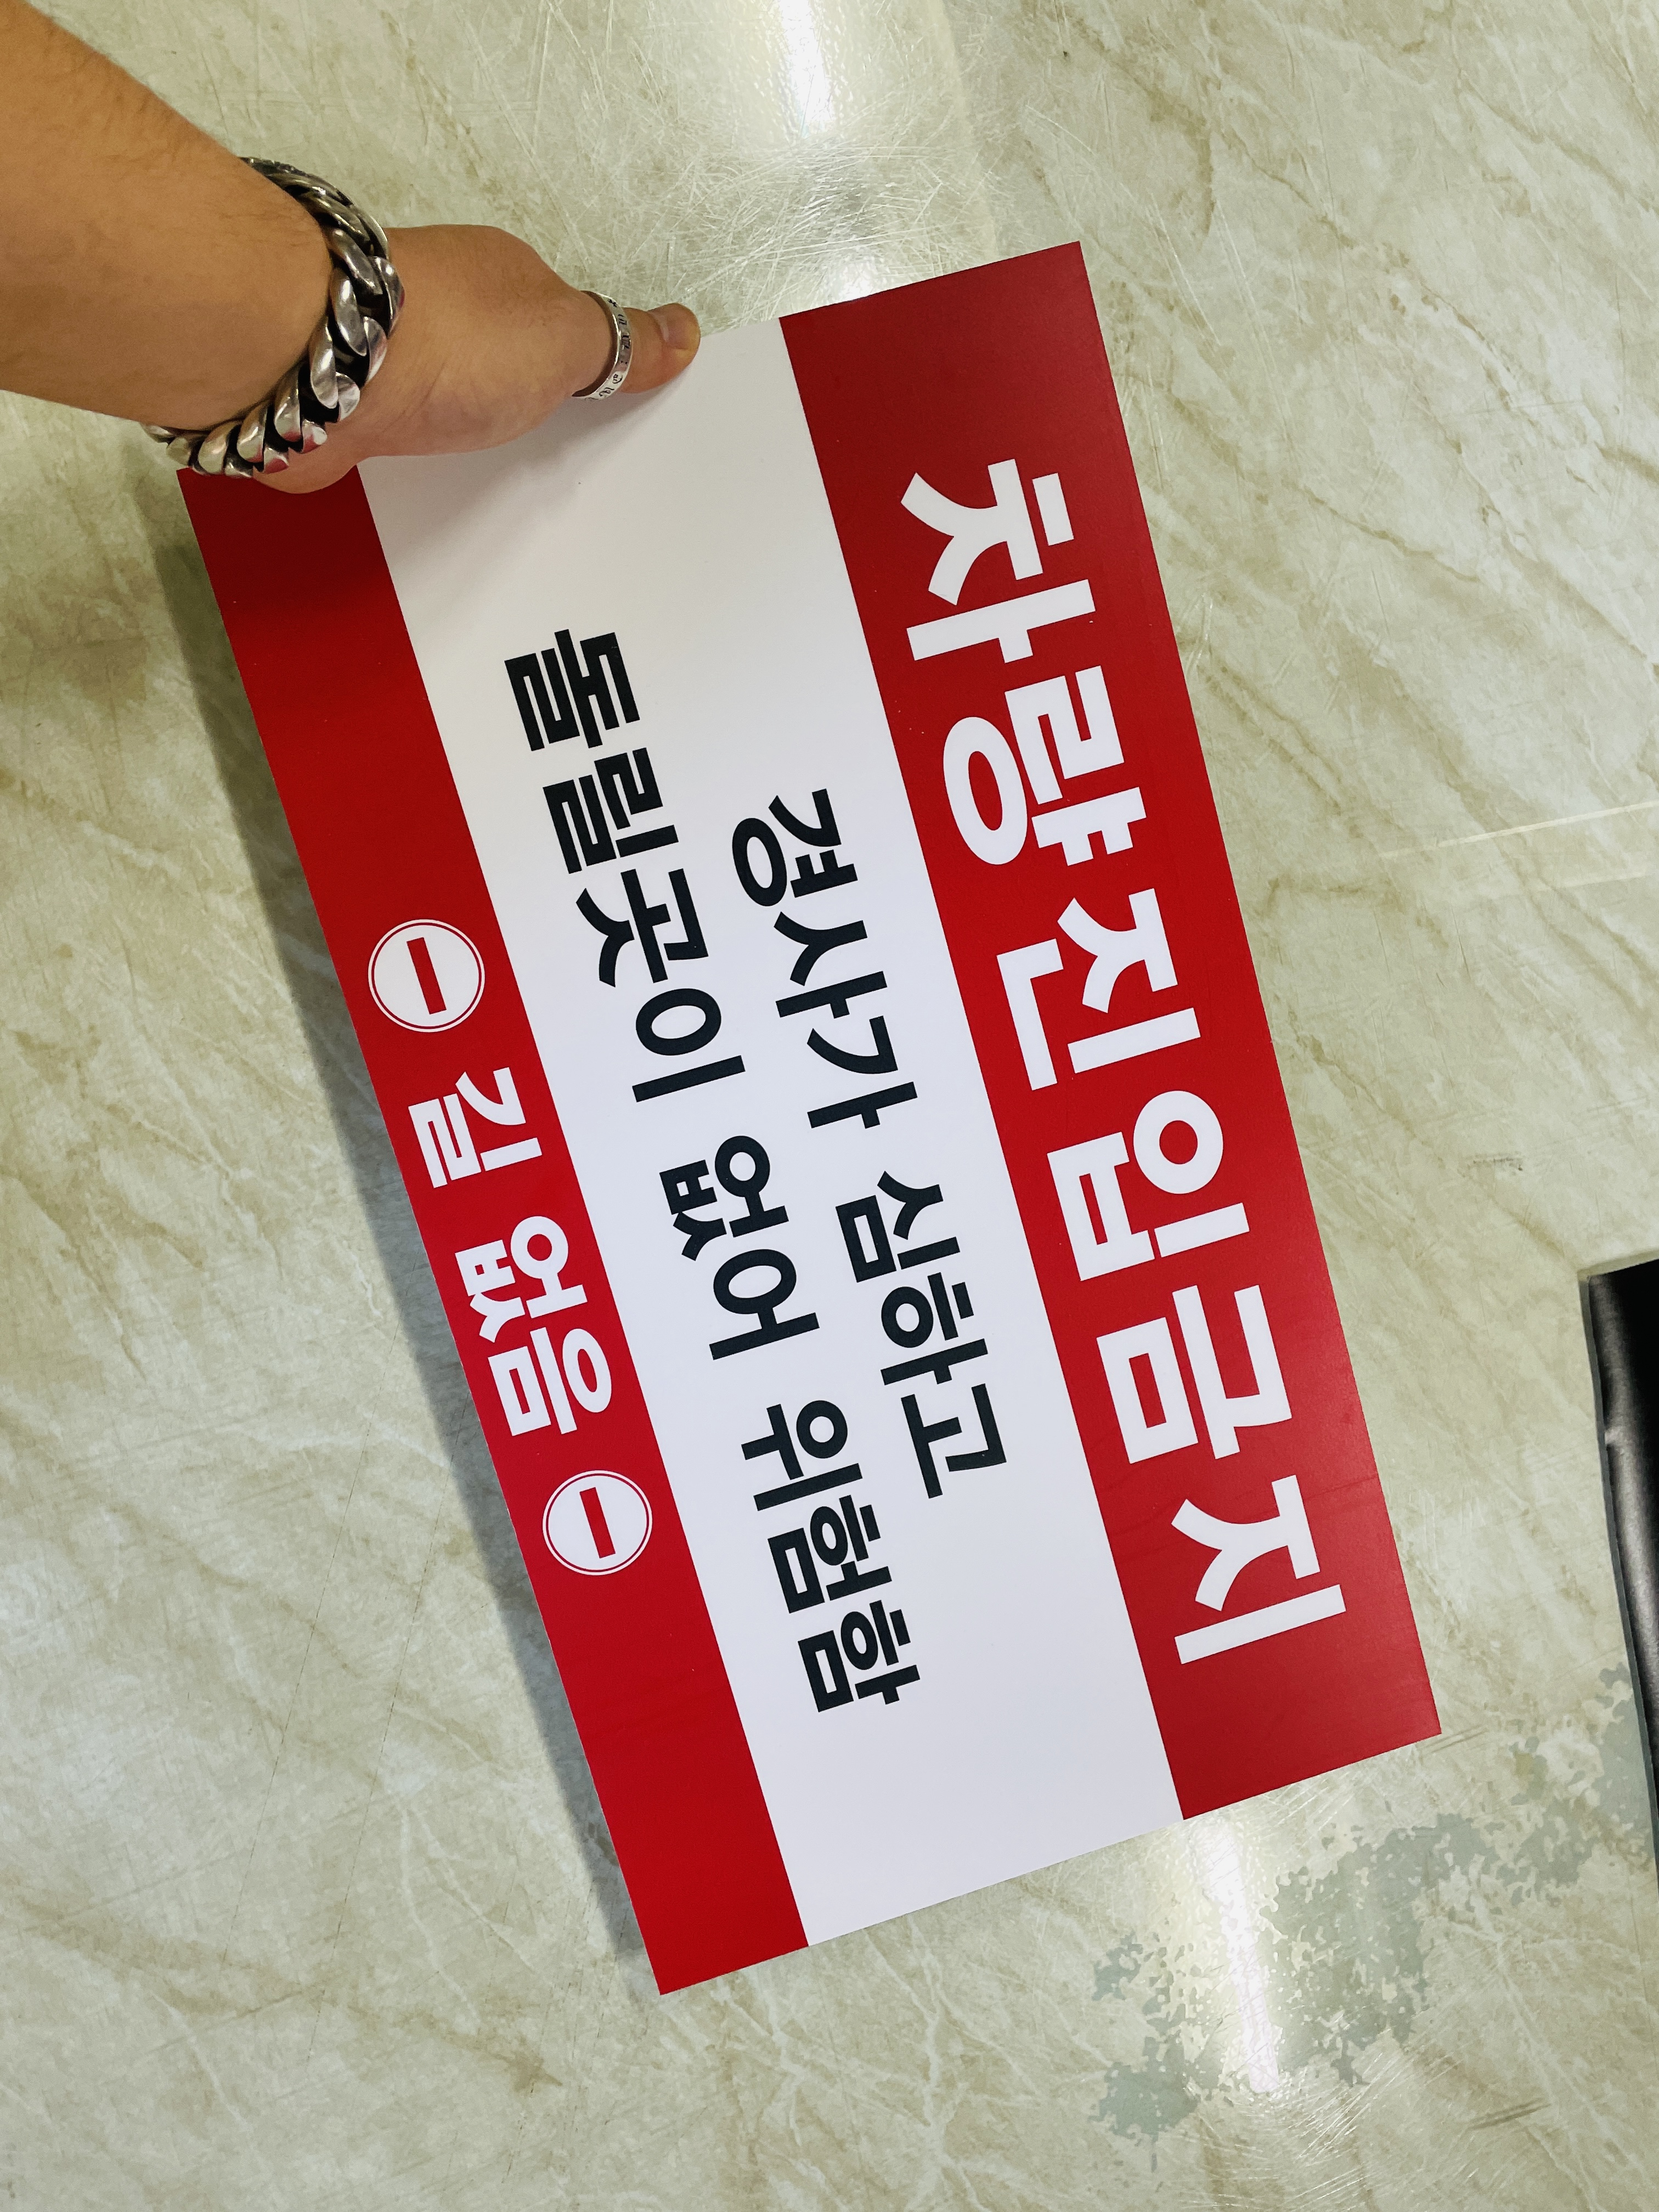 차량진입금지
경사가 심하고
돌릴곳이 없어 위험함
길 없음